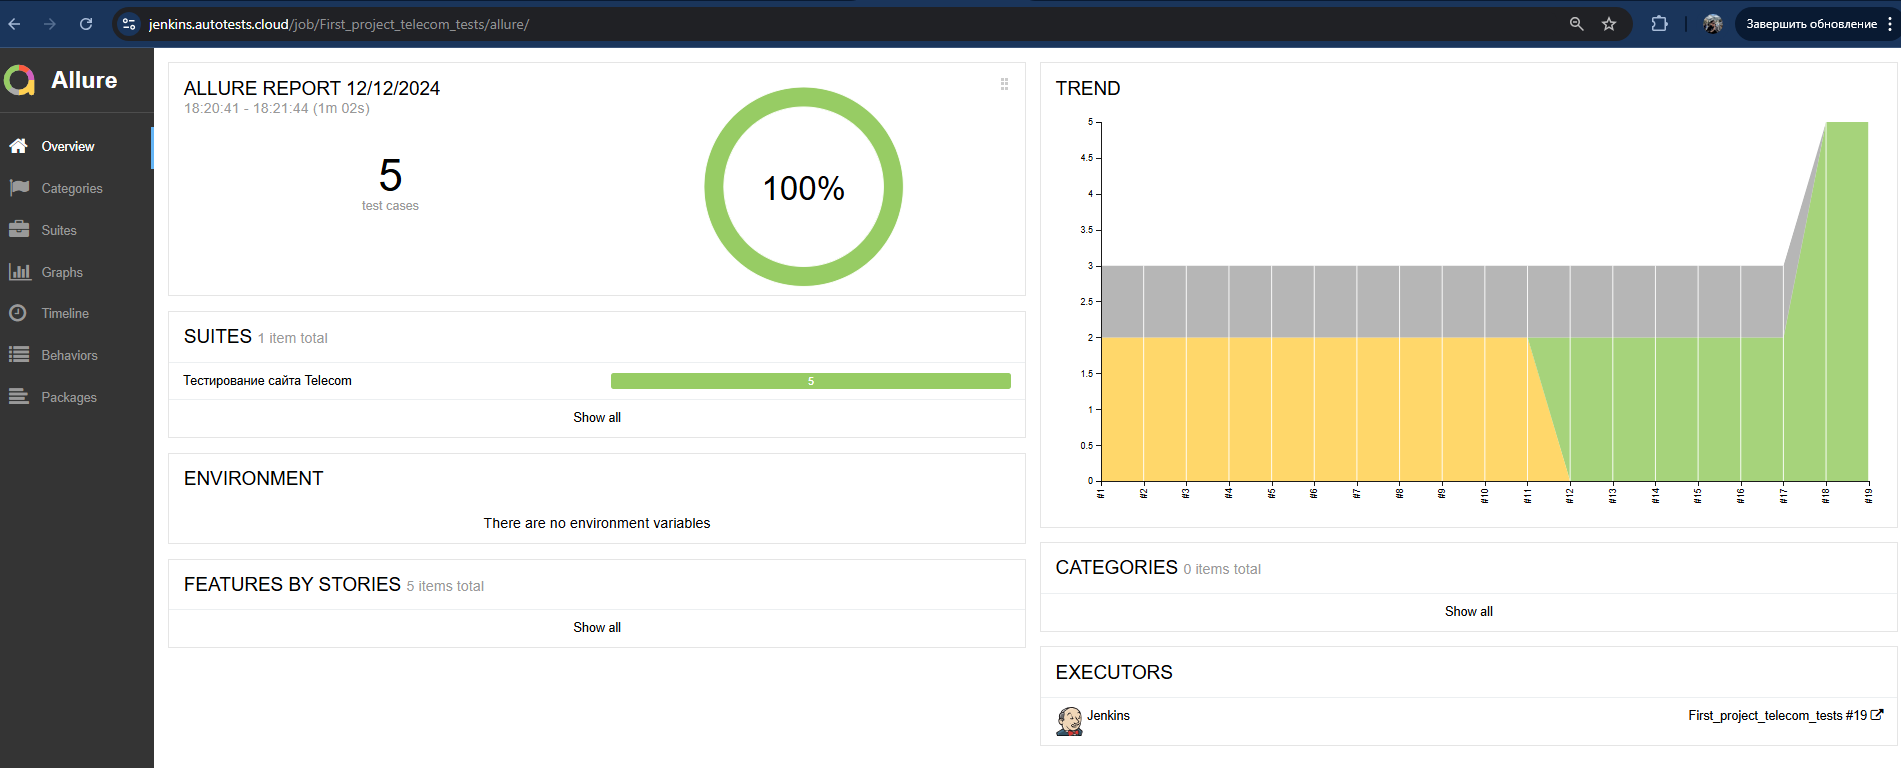 jenkins.autotests.cloud/job/First_project_telecom_tests/allure/
Завершить обновление
Allure
Overview
Categories
Suites
Graphs
Timeline
Behaviors
Packages
ALLURE REPORT 12/12/2024
18:20:41 - 18:21:44 (1m 02s)
5
test cases
100%
SUITES 1 item total
Тестирование сайта Telecom
5
Show all
ENVIRONMENT
There are no environment variables
FEATURES BY STORIES 5 items total
Show all
TREND
5
4.5
4
3.5
3
2.5
2
1.5
1
0.5
0
#1
#2
#3
#4
#5
#6
#7
#8
#9
#10
#11
#12
#13
#14
#15
#16
#17
#18
#19
CATEGORIES 0 items total
Show all
EXECUTORS
Jenkins
First_project_telecom_tests #19